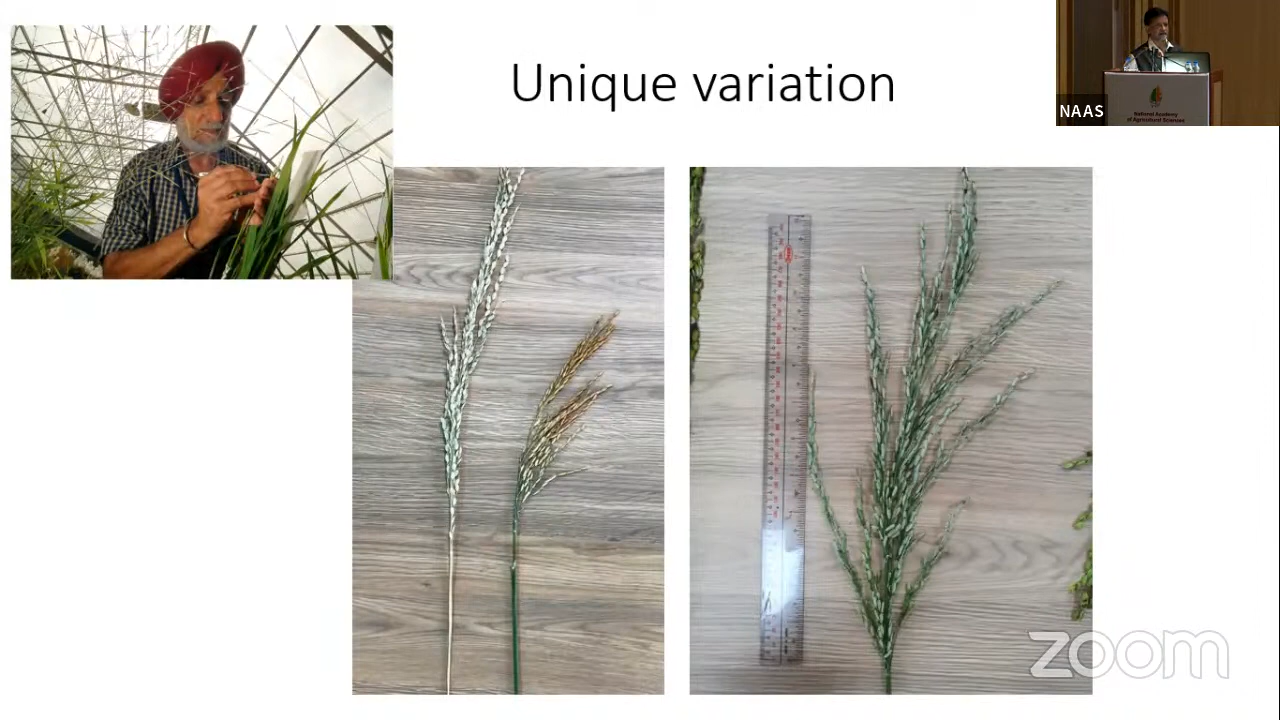 Unique variation
NAAS
National Academy
of Agricultural Sciences
zoom